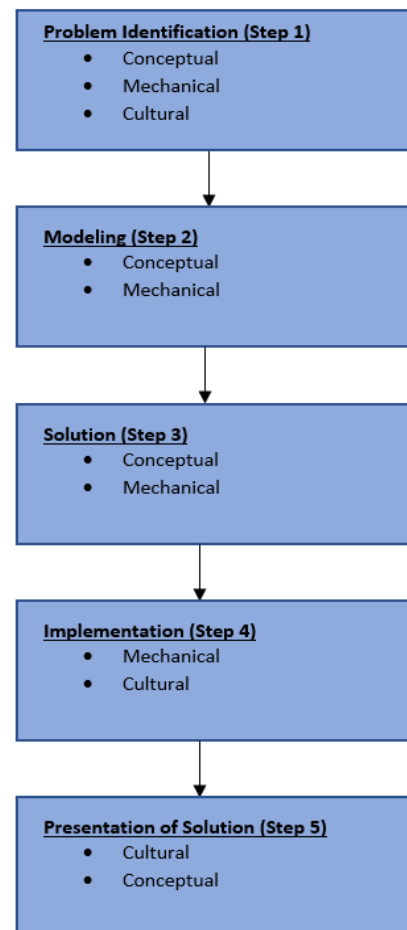 Problem Identification (Step 1)
• Conceptual
• Mechanical
• Cultural
Modeling (Step 2)
• Conceptual
• Mechanical
Solution (Step 3)
• Conceptual
• Mechanical
Implementation (Step 4)
• Mechanical
• Cultural
Presentation of Solution (Step 5)
• Cultural
• Conceptual